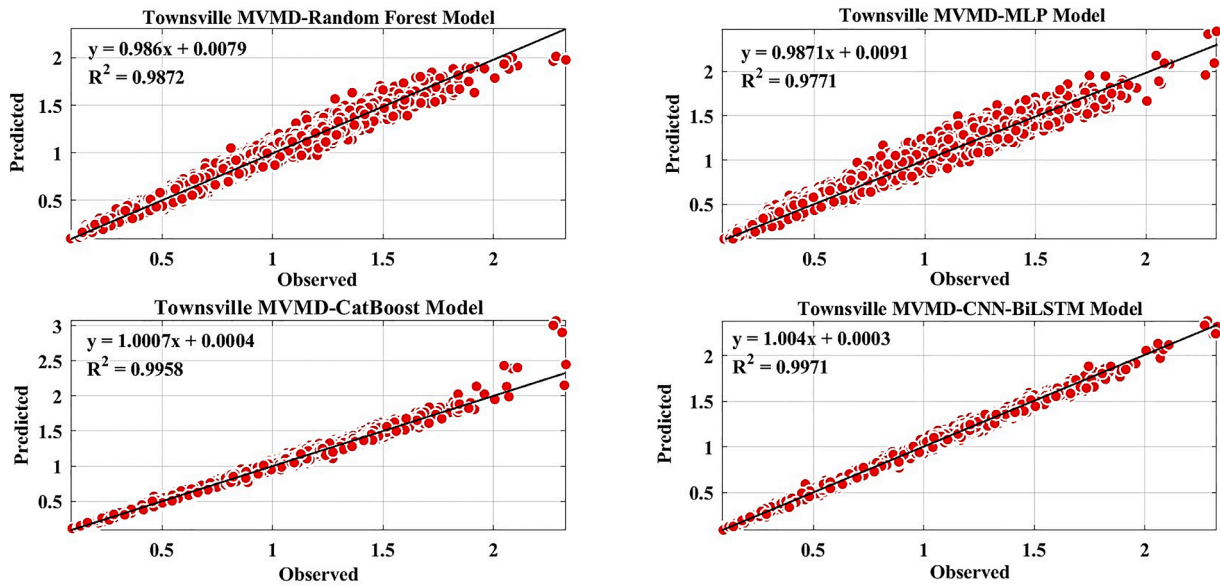 Townsville MVMD-Random Forest Model
y = 0.986x + 0.0079
R² = 0.9872
2
1.5
1
0.5
Predicted
0.5 1 1.5 2
Observed
Townsville MVMD-MLP Model
y = 0.9871x + 0.0091
R² = 0.9771
2
1.5
1
0.5
Predicted
0.5 1 1.5 2
Observed
Townsville MVMD-CatBoost Model
y = 1.0007x + 0.0004
R² = 0.9958
3
2.5
2
1.5
1
0.5
Predicted
0.5 1 1.5 2
Observed
Townsville MVMD-CNN-BiLSTM Model
y = 1.004x + 0.0003
R² = 0.9971
2
1.5
1
0.5
Predicted
0.5 1 1.5 2
Observed